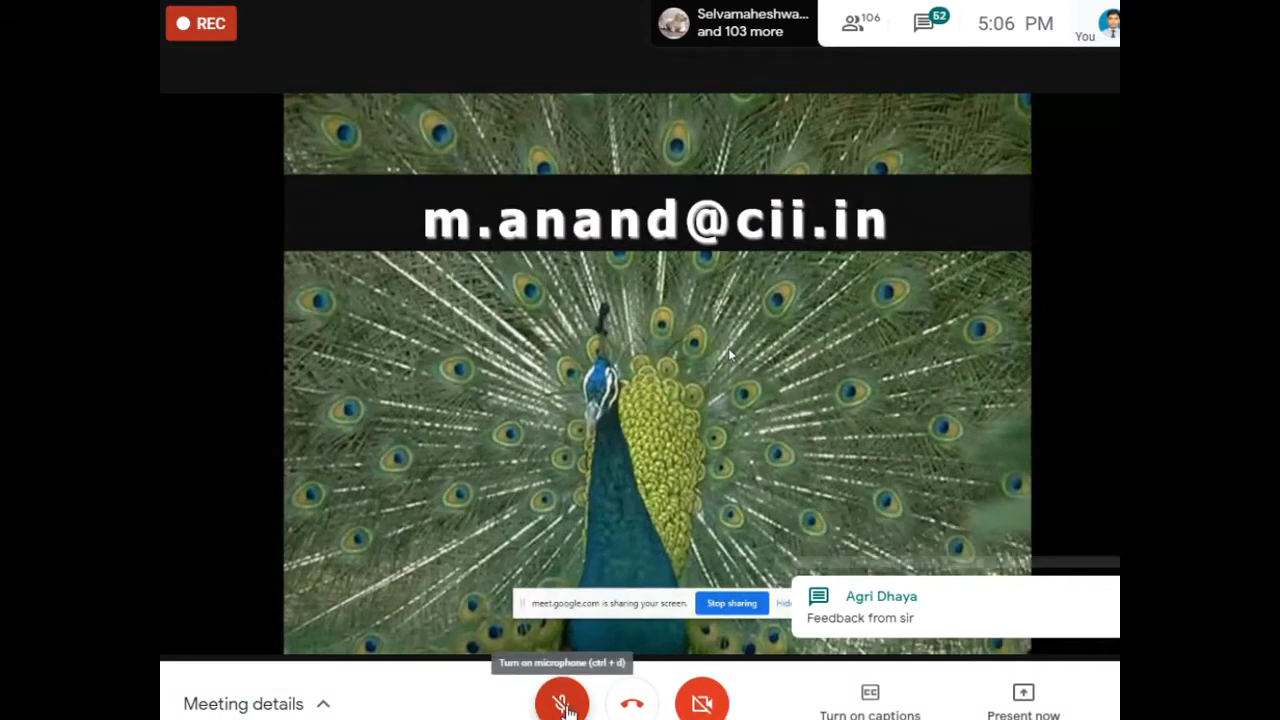 REC
Selvamaheshwa...
and 103 more
106
52
5:06 PM
You
m.anand@cii.in
meet.google.com is sharing your screen.
Stop sharing
Agri Dhaya
Feedback from sir
Turn on microphone (ctrl + d)
Meeting details
Turn on captions
Present now